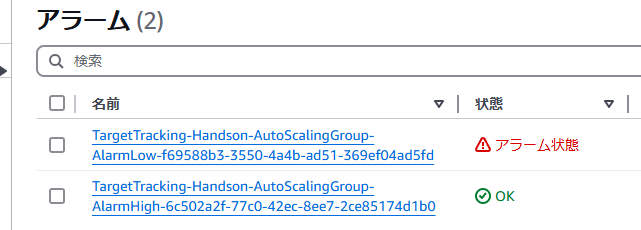 アラーム (2)
検索
名前
状態
TargetTracking-Handson-AutoScalingGroup-
AlarmLow-f69588b3-3550-4a4b-ad51-369ef04ad5fd
アラーム状態
TargetTracking-Handson-AutoScalingGroup-
AlarmHigh-6c502a2f-77c0-42ec-8ee7-2ce85174d1b0
OK